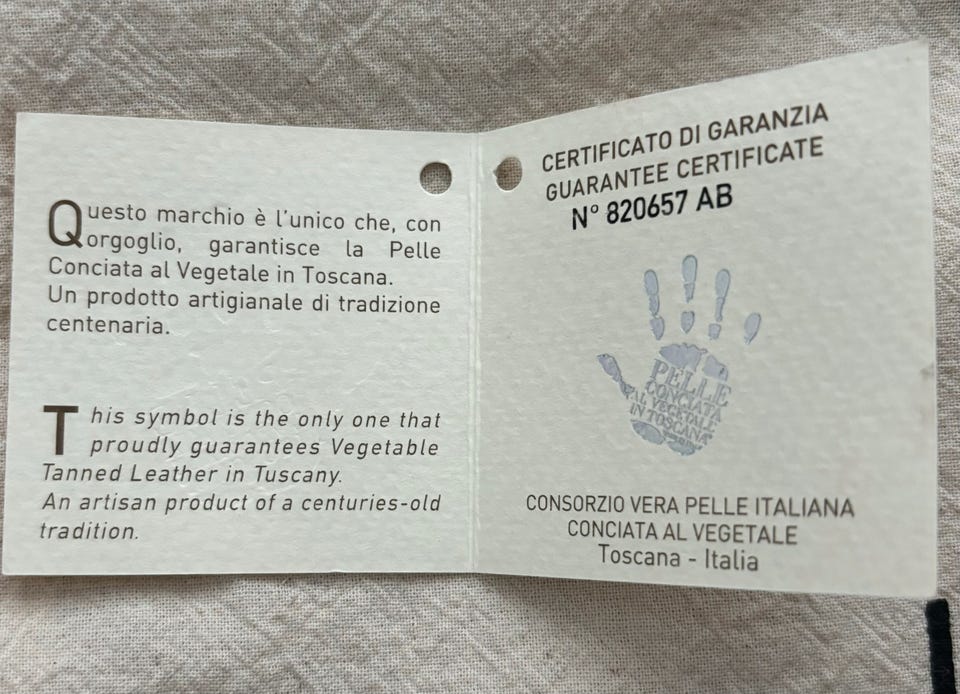 Questo marchio è l'unico che, con
orgoglio, garantisce la Pelle
Conciata al Vegetale in Toscana.
Un prodotto artigianale di tradizione
centenaria.
This symbol is the only one that
proudly guarantees Vegetable
Tanned Leather in Tuscany.
An artisan product of a centuries-old
tradition.
CERTIFICATO DI GARANZIA
GUARANTEE CERTIFICATE
N° 820657 AB
PELLE
CONCIATA
AL VEGETALE
IN TOSCANA
CONSORZIO VERA PELLE ITALIANA
CONCIATA AL VEGETALE
Toscana - Italia